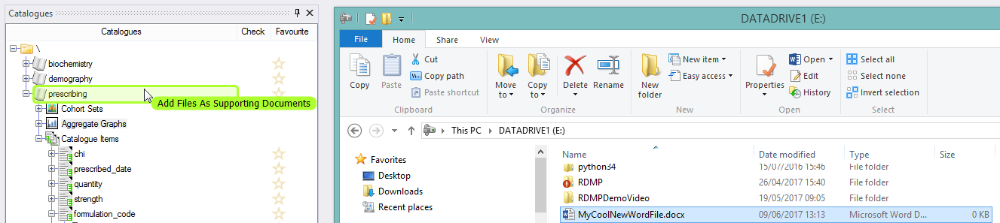 Catalogues
Catalogues Check Favourite
\
biochemistry
demography
prescribing
Add Files As Supporting Documents
Cohort Sets
Aggregate Graphs
Catalogue Items
chi
prescribed_date
quantity
strength
formulation_code
DATADRIVE1 (E:)
File Home Share View
Copy
Paste
Cut
Copy path
Paste shortcut
Clipboard
Move to
Copy to
Delete
Rename
Organize
New folder
New item
Easy access
New
Properties
Open
Edit
History
Open
Select all
Select none
Invert selection
Select
This PC DATADRIVE1 (E:)
Favorites
Desktop
Downloads
Recent places
Name Date modified Type Size
python34 15/07/2016 15:46 File folder
RDMP 26/04/2017 15:40 File folder
RDMPDemoVideo 19/05/2017 09:05 File folder
MyCoolNewWordFile.docx 09/06/2017 13:13 Microsoft Word D... 0 KB